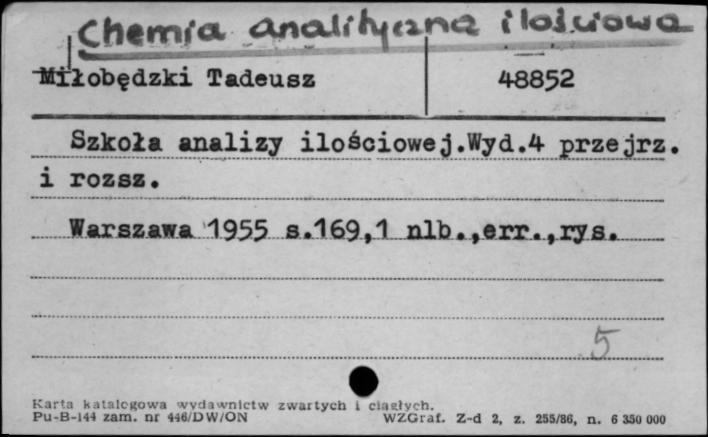 Chemia analityczna ilościowa
Miłobędzki Tadeusz 48852
Szkoła analizy ilościowej.Wyd.4 przejrz.
i rozsz.
Warszawa 1955 s.169,1 nlb.,err.,rys.
5
Karta katalogowa wydawnictw zwartych i ciągłych.
Pu-B-144 zam. nr 446/DW/ON WZGraf. Z-d 2, z. 255/86, n. 6 350 000